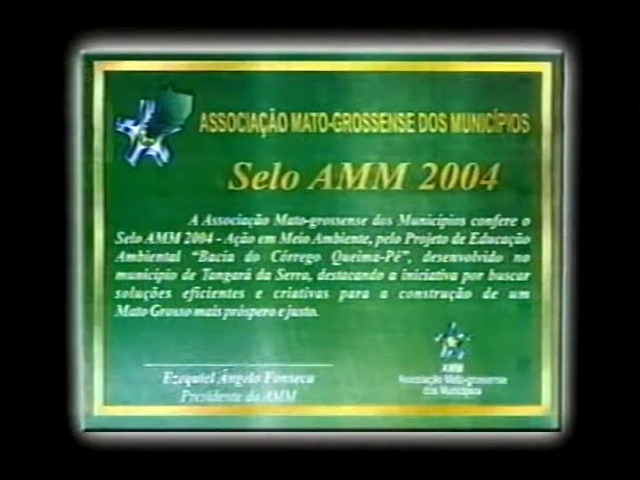 ASSOCIAÇÃO MATO-GROSSENSE DOS MUNICÍPIOS
Selo AMM 2004
A Associação Mato-grossense dos Municípios confere o
Selo AMM 2004 - Ação em Meio Ambiente, pelo Projeto de Educação
Ambiental "Bacia do Córrego Queima-Pé", desenvolvido no
município de Tangará da Serra, destacando a iniciativa por buscar
soluções eficientes e criativas para a construção de um
Mato Grosso mais próspero e justo.
Ezequiel Ângelo Fonseca
Presidente da AMM
AMM
Associação Mato-grossense
dos Municípios